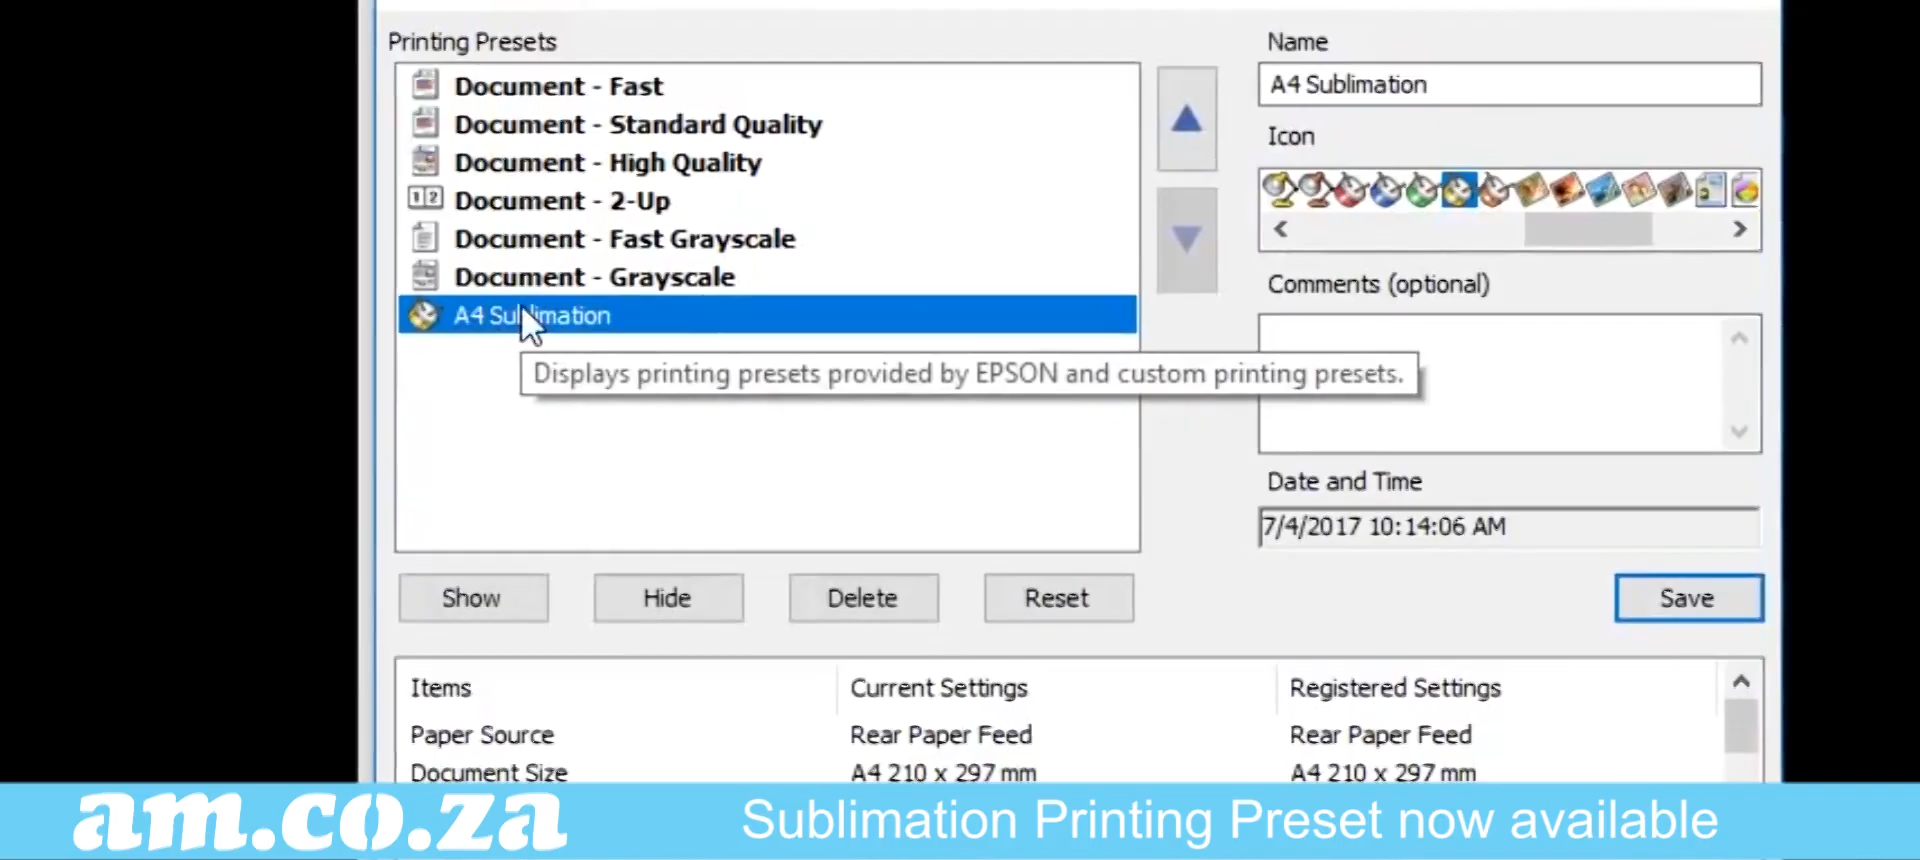 Printing Presets
Document - Fast
Document - Standard Quality
Document - High Quality
1 2 Document - 2-Up
Document - Fast Grayscale
Document - Grayscale
A4 Sublimation
Displays printing presets provided by EPSON and custom printing presets.
Name
A4 Sublimation
Icon
Comments (optional)
Date and Time
7/4/2017 10:14:06 AM
Show Hide Delete Reset Save
Items Current Settings Registered Settings
Paper Source Rear Paper Feed Rear Paper Feed
Document Size A4 210 x 297 mm A4 210 x 297 mm
am.co.za Sublimation Printing Preset now available